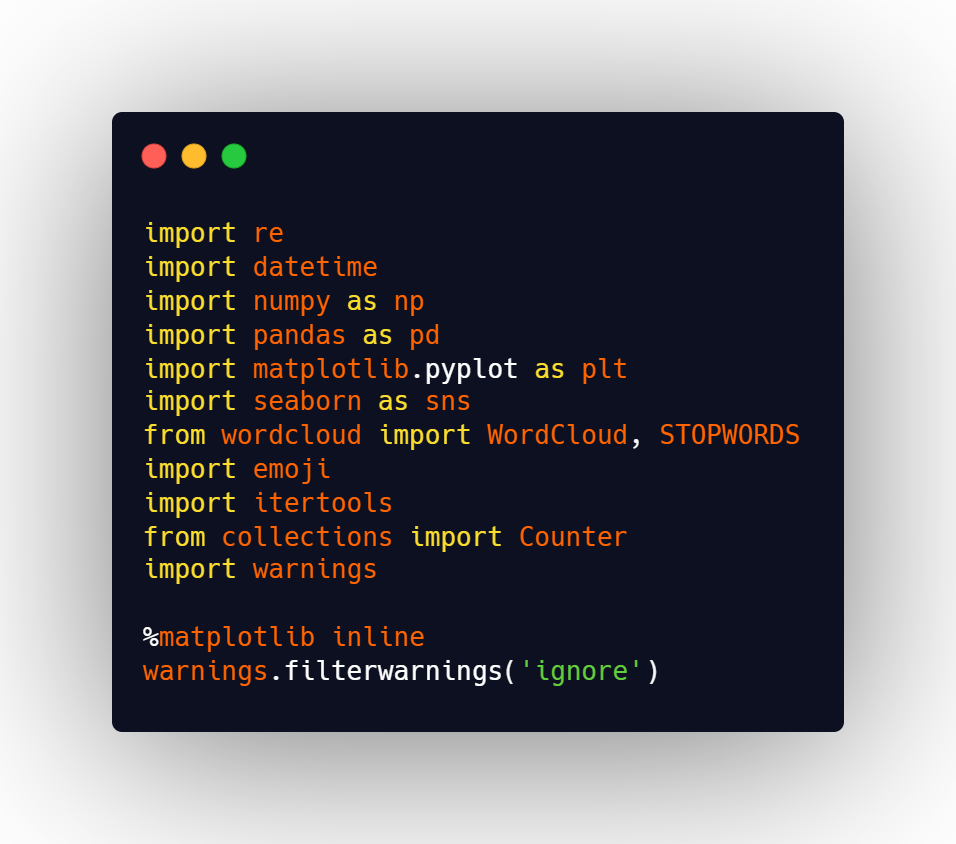 import re
import datetime
import numpy as np
import pandas as pd
import matplotlib.pyplot as plt
import seaborn as sns
from wordcloud import WordCloud, STOPWORDS
import emoji
import itertools
from collections import Counter
import warnings

%matplotlib inline
warnings.filterwarnings('ignore')